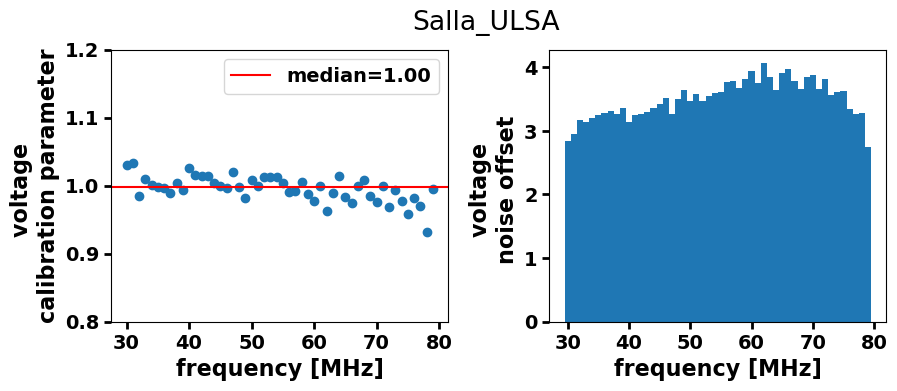 Salla_ULSA
voltage
calibration parameter
1.2
1.1
1.0
0.9
0.8
median=1.00
30
40
50
60
70
80
frequency [MHz]
voltage
noise offset
4
3
2
1
0
30
40
50
60
70
80
frequency [MHz]